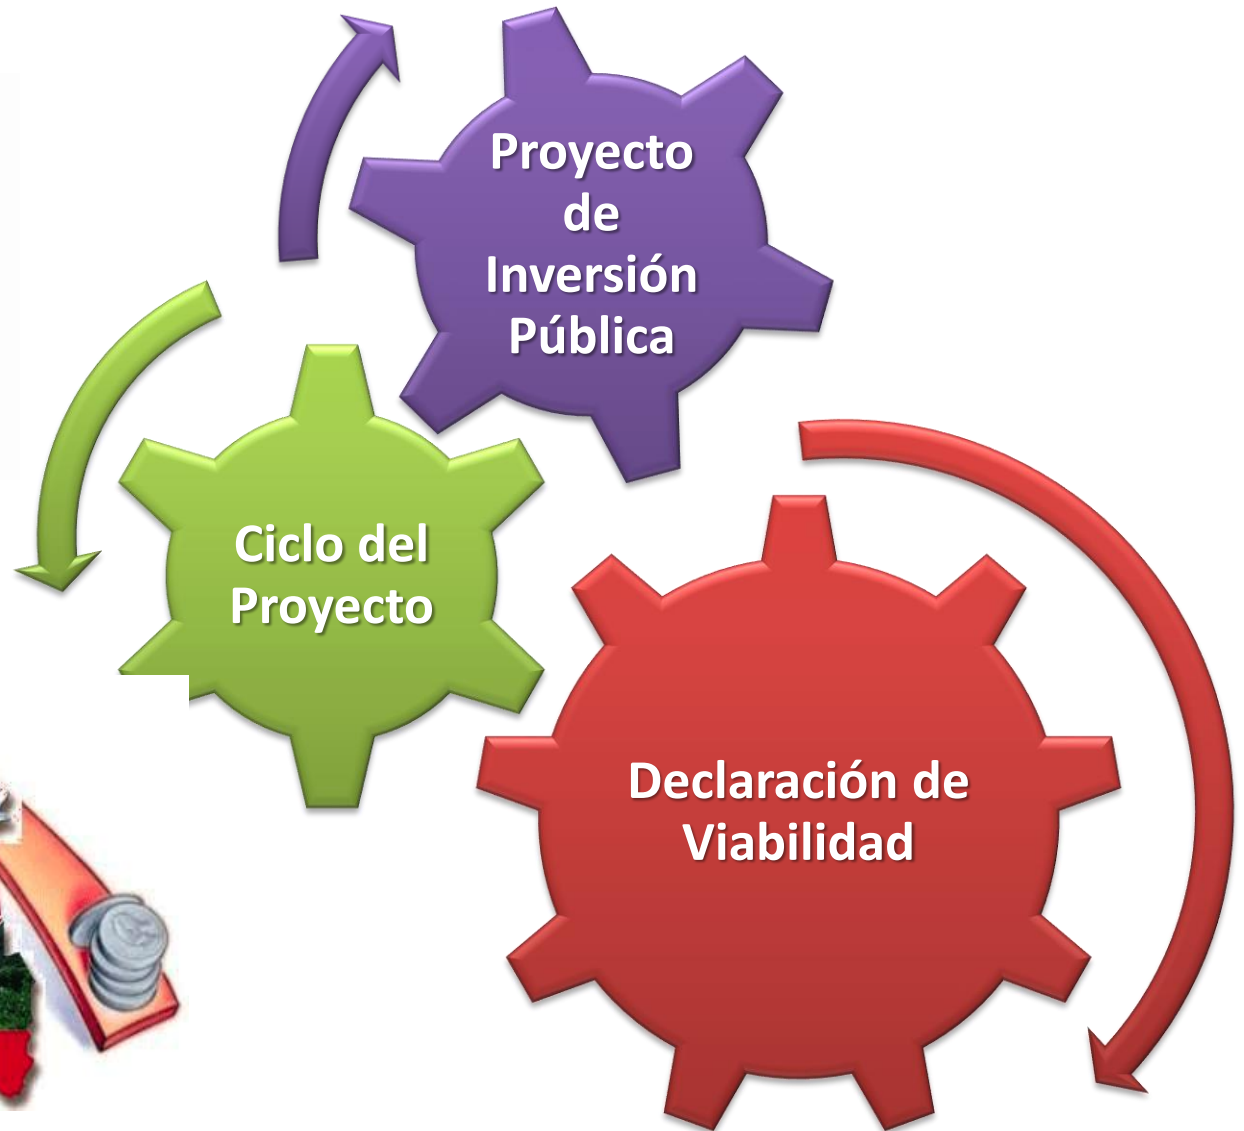 Proyecto
de
Inversión
Pública
Ciclo del
Proyecto
Declaración de
Viabilidad